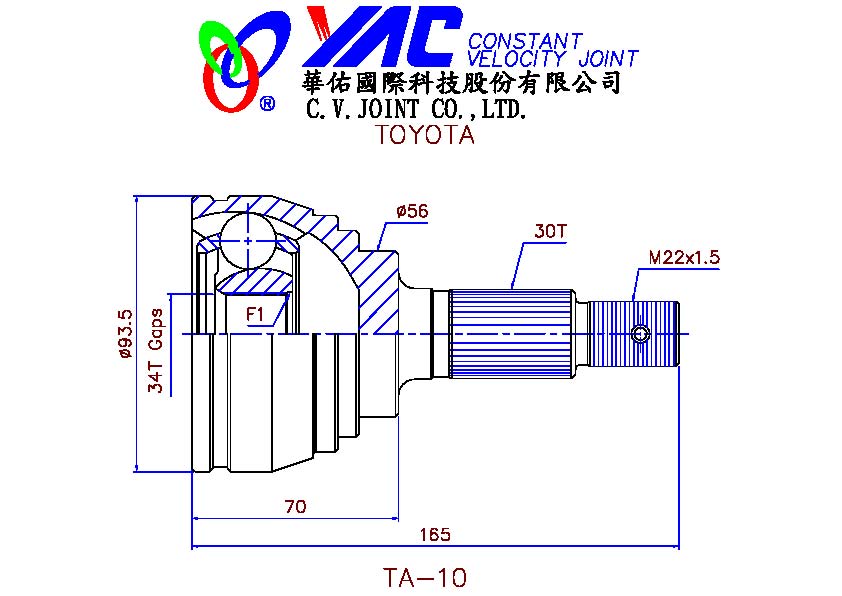 YAC CONSTANT
VELOCITY JOINT
®
華佑國際科技股份有限公司
C.V.JOINT CO.,LTD.
TOYOTA
ø56
30T
M22x1.5
F1
ø93.5
34T Gaps
70
165
TA-10